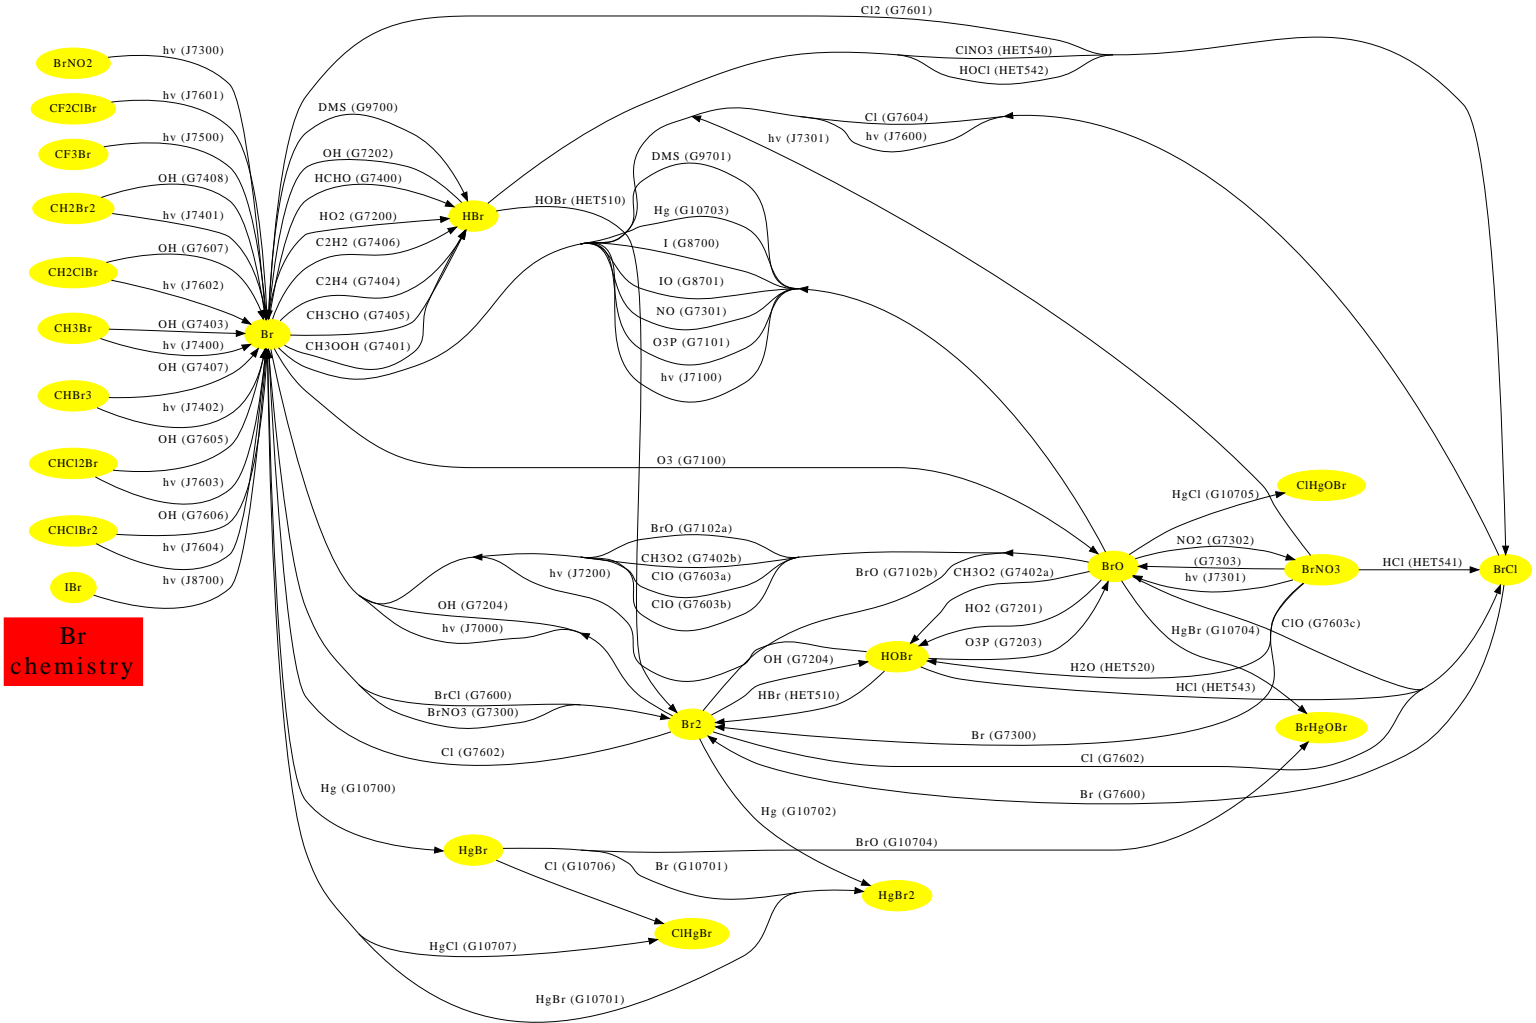 Cl2 (G7601)
hv (J7300)
ClNO3 (HET540)
BrNO2
HOCl (HET542)
hv (J7601)
CF2ClBr
DMS (G9700)
Cl (G7604)
hv (J7301)
hv (J7600)
hv (J7500)
CF3Br
OH (G7202)
DMS (G9701)
OH (G7408)
HCHO (G7400)
HOBr (HET510)
CH2Br2
hv (J7401)
HO2 (G7200)
HBr
Hg (G10703)
C2H2 (G7406)
I (G8700)
OH (G7607)
CH2ClBr
hv (J7602)
C2H4 (G7404)
IO (G8701)
CH3CHO (G7405)
NO (G7301)
OH (G7403)
CH3Br
Br
hv (J7400)
CH3OOH (G7401)
O3P (G7101)
OH (G7407)
hv (J7100)
CHBr3
hv (J7402)
OH (G7605)
CHCl2Br
O3 (G7100)
hv (J7603)
ClHgOBr
HgCl (G10705)
OH (G7606)
CHClBr2
BrO (G7102a)
hv (J7604)
NO2 (G7302)
CH3O2 (G7402b)
(G7303)
HCl (HET541)
hv (J7200)
BrO (G7102b)
CH3O2 (G7402a)
BrO
BrNO3
BrCl
hv (J8700)
ClO (G7603a)
hv (J7301)
IBr
OH (G7204)
ClO (G7603b)
HO2 (G7201)
ClO (G7603c)
hv (J7000)
HgBr (G10704)
Br
chemistry
O3P (G7203)
HOBr
OH (G7204)
H2O (HET520)
BrCl (G7600)
HBr (HET510)
HCl (HET543)
BrNO3 (G7300)
Br2
BrHgOBr
Br (G7300)
Cl (G7602)
Cl (G7602)
Hg (G10700)
Br (G7600)
Hg (G10702)
HgBr
BrO (G10704)
Cl (G10706)
Br (G10701)
HgBr2
ClHgBr
HgCl (G10707)
HgBr (G10701)